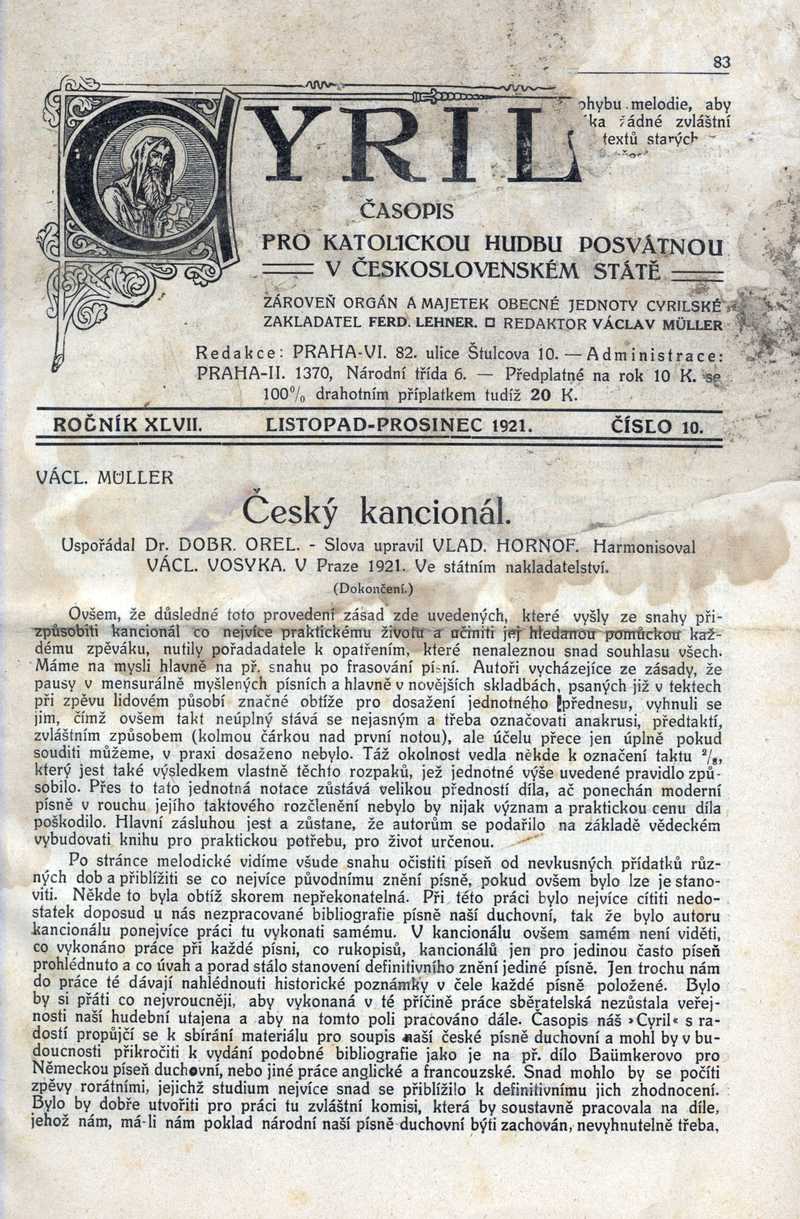 83
ohybu melodie, aby
ka žádné zvláštní
textů starých
CYRIL
ČASOPIS
PRO KATOLICKOU HUDBU POSVÁTNOU
V ČESKOSLOVENSKÉM STÁTĚ
ZÁROVEŇ ORGÁN A MAJETEK OBECNÉ JEDNOTY CYRILSKÉ
ZAKLADATEL FERD. LEHNER. □ REDAKTOR VÁCLAV MÜLLER
Redakce: PRAHA-VI. 82. ulice Štulcova 10. — Administrace:
PRAHA-II. 1370, Národní třída 6. — Předplatné na rok 10 K. se
100% drahotním příplatkem tudíž 20 K.
ROČNÍK XLVII. LISTOPAD-PROSINEC 1921. ČÍSLO 10.
VÁCL. MÜLLER
Český kancionál.
Uspořádal Dr. DOBR. OREL. - Slova upravil VLAD. HORNOF. Harmonisoval
VÁCL. VOSYKA. V Praze 1921. Ve státním nakladatelství.
(Dokončení.)
Ovšem, že důsledné toto provedení zásad zde uvedených, které vyšly ze snahy při-
způsobiti kancionál co nejvíce praktickému životu a učiniti jej hledanou pomůckou kaž-
dému zpěváku, nutily pořadadatele k opatřením, které nenaleznou snad souhlasu všech.
Máme na mysli hlavně na př. snahu po frasování písní. Autoři vycházejíce ze zásady, že
pausy v mensurálně myšlených písních a hlavně v novějších skladbách, psaných již v tektech
při zpěvu lidovém působí značné obtíže pro dosažení jednotného přednesu, vyhnuli se
jim, čímž ovšem takt neúplný stává se nejasným a třeba označovati anakrusi, předtaktí,
zvláštním způsobem (kolmou čárkou nad první notou), ale účelu přece jen úplně pokud
souditi můžeme, v praxi dosaženo nebylo. Táž okolnost vedla někde k označení taktu ²/₈,
který jest také výsledkem vlastně těchto rozpaků, jež jednotné výše uvedené pravidlo způ-
sobilo. Přes to tato jednotná notace zůstává velikou předností díla, ač ponechán moderní
písně v rouchu jejího taktového rozčlenění nebylo by nijak význam a praktickou cenu díla
poškodilo. Hlavní zásluhou jest a zůstane, že autorům se podařilo na základě vědeckém
vybudovati knihu pro praktickou potřebu, pro život určenou.
Po stránce melodické vidíme všude snahu očistiti píseň od nevkusných přídatků růz-
ných dob a přiblížiti se co nejvíce původnímu znění písně, pokud ovšem bylo lze je stano-
viti. Někde to byla obtíž skorem nepřekonatelná. Při této práci bylo nejvíce cítiti nedo-
statek doposud u nás nezpracované bibliografie písně naší duchovní, tak že bylo autoru
kancionálu ponejvíce práci tu vykonati samému. V kancionálu ovšem samém není viděti,
co vykonáno práce při každé písni, co rukopisů, kancionálů jen pro jedinou často píseň
prohlédnuto a co úvah a porad stálo stanovení definitivního znění jediné písně. Jen trochu nám
do práce té dávají nahlédnouti historické poznámky v čele každé písně položené. Bylo
by si přáti co nejvroucněji, aby vykonaná v té příčině práce sběratelská nezůstala veřej-
nosti naší hudební utajena a aby na tomto poli pracováno dále. Časopis náš »Cyril« s ra-
dostí propůjčí se k sbírání materiálu pro soupis naší české písně duchovní a mohl by v bu-
doucnosti přikročiti k vydání podobné bibliografie jako je na př. dílo Baümkerovo pro
Německou píseň duchovní, nebo jiné práce anglické a francouzské. Snad mohlo by se počíti
zpěvy rorátními, jejichž studium nejvíce snad se přiblížilo k definitivnímu jich zhodnocení.
Bylo by dobře utvořiti pro práci tu zvláštní komisi, která by soustavně pracovala na díle,
jehož nám, má-li nám poklad národní naší písně duchovní býti zachován, nevyhnutelně třeba,